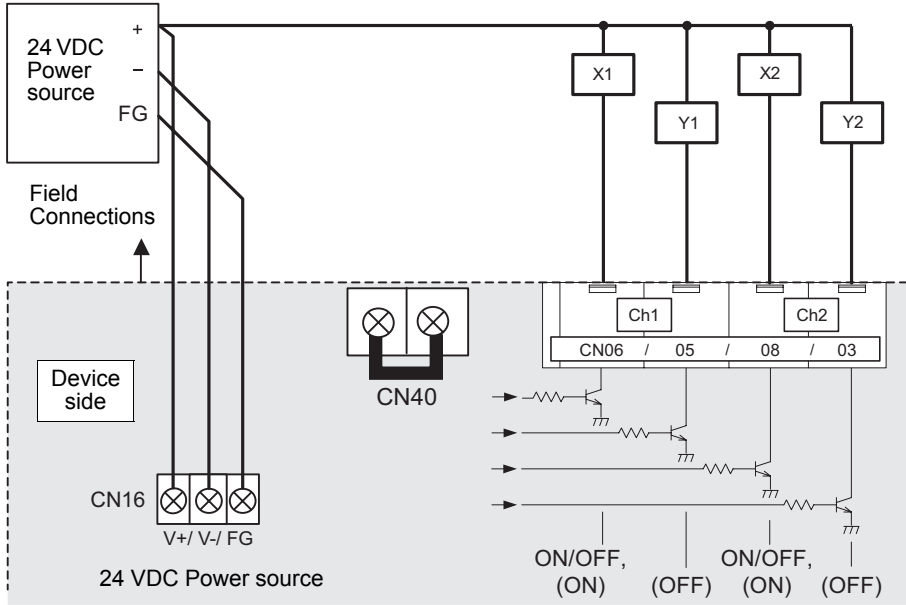 +
24 VDC
Power
source
−
FG
X1
X2
Y1
Y2
Field
Connections
Ch1
Ch2
CN06 / 05 / 08 / 03
Device
side
CN40
CN16
V+/ V-/ FG
24 VDC Power source
ON/OFF,
(ON)
(OFF)
ON/OFF,
(ON)
(OFF)